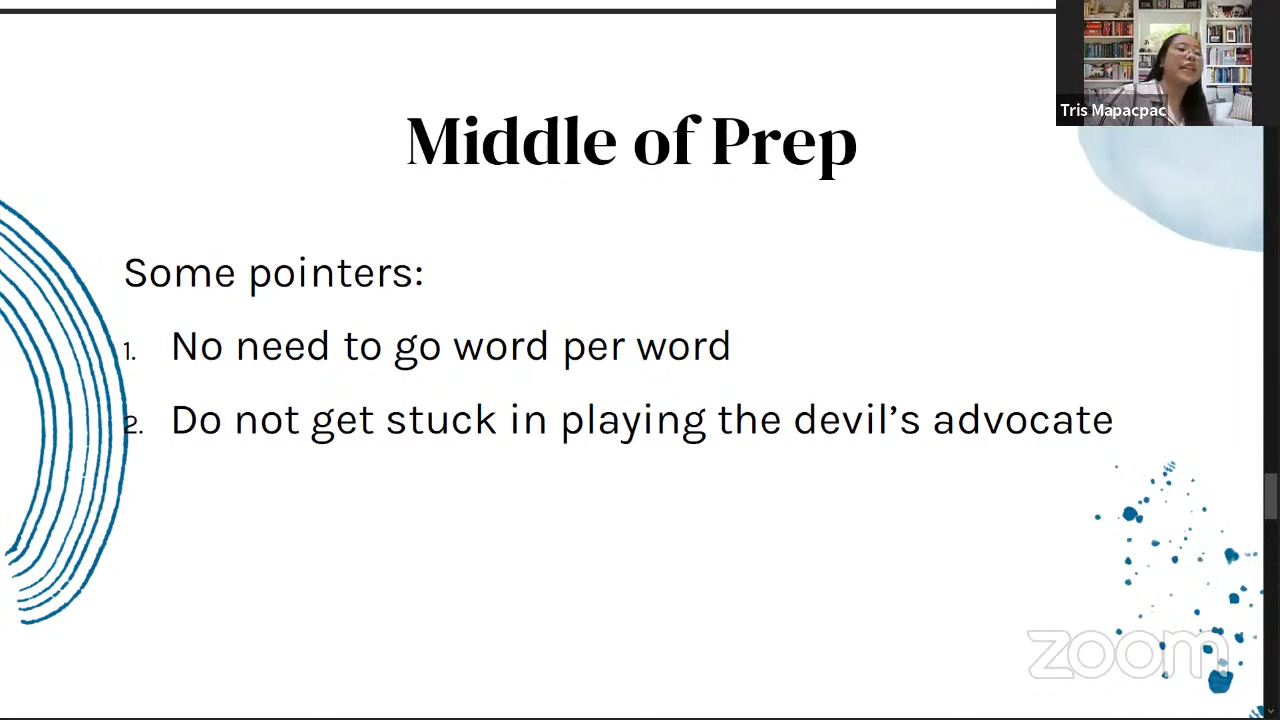 Tris Mapacpac
Middle of Prep
Some pointers:
1. No need to go word per word
2. Do not get stuck in playing the devil's advocate
zoom